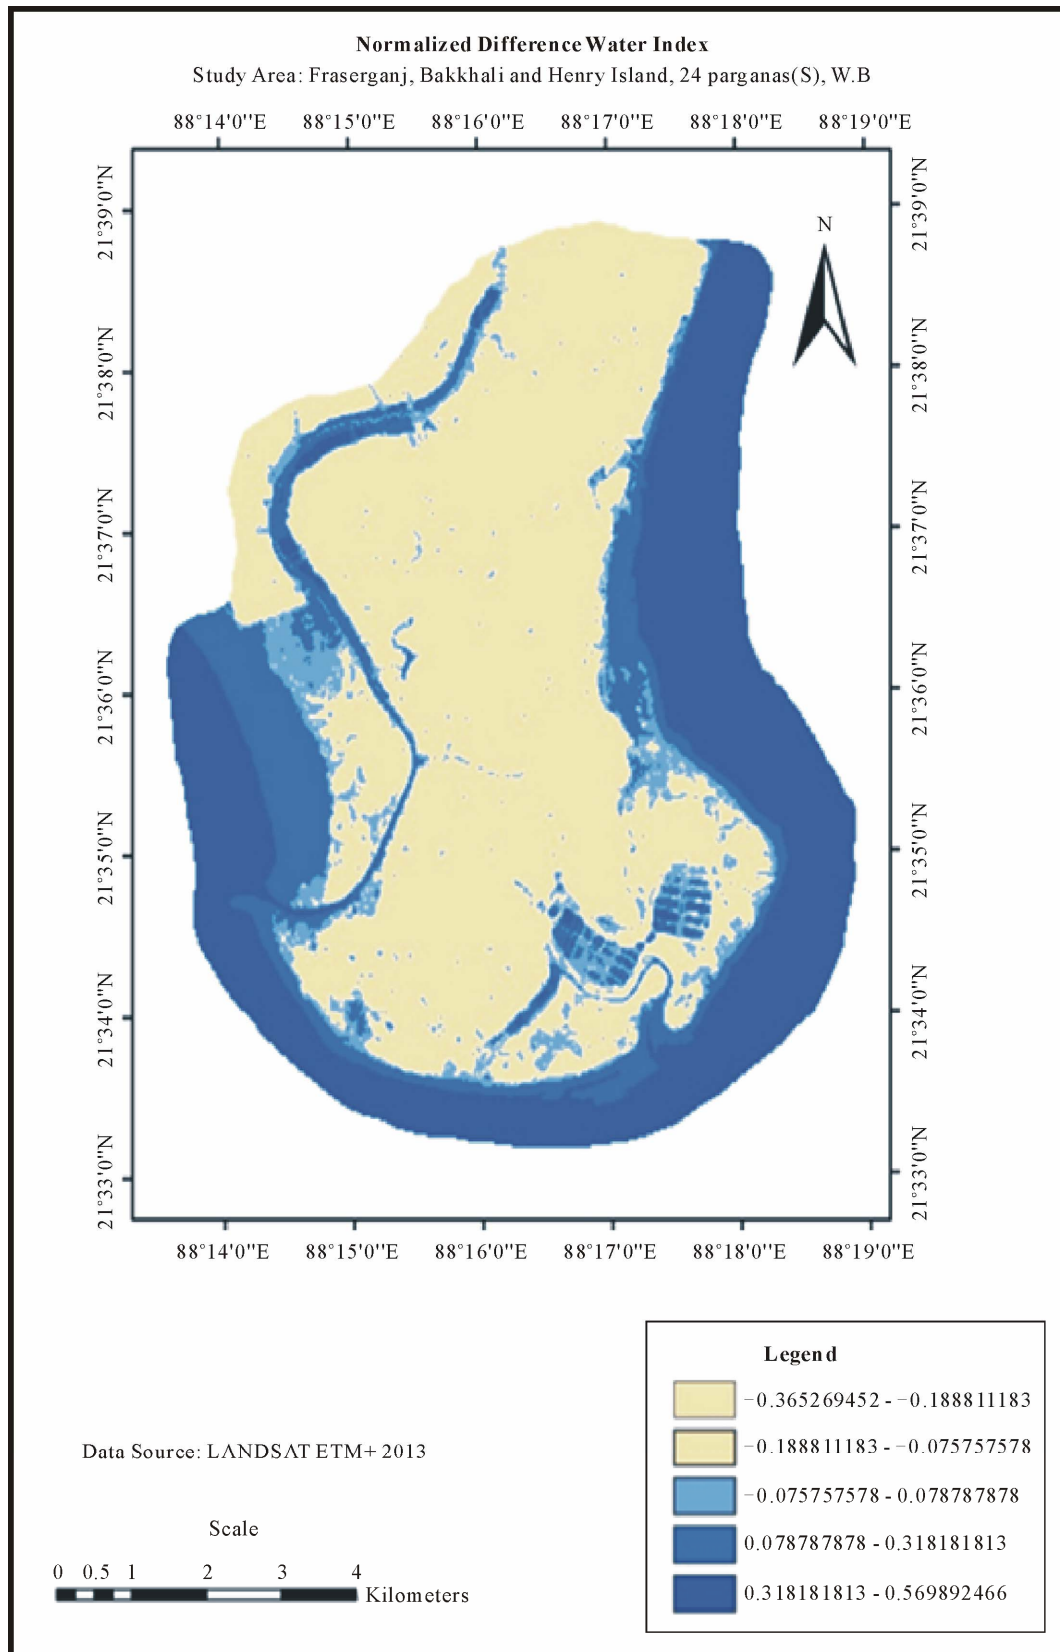 Normalized Difference Water Index
Study Area: Fraserganj, Bakkhali and Henry Island, 24 parganas(S), W.B
88°14'0"E 88°15'0"E 88°16'0"E 88°17'0"E 88°18'0"E 88°19'0"E
21°39'0"N
21°38'0"N
21°37'0"N
21°36'0"N
21°35'0"N
21°34'0"N
21°33'0"N
N
21°39'0"N
21°38'0"N
21°37'0"N
21°36'0"N
21°35'0"N
21°34'0"N
21°33'0"N
88°14'0"E 88°15'0"E 88°16'0"E 88°17'0"E 88°18'0"E 88°19'0"E
Legend
−0.365269452 - −0.188811183
−0.188811183 - −0.075757578
−0.075757578 - 0.078787878
0.078787878 - 0.318181813
0.318181813 - 0.569892466
Data Source: LANDSAT ETM+ 2013
Scale
0 0.5 1 2 3 4
Kilometers